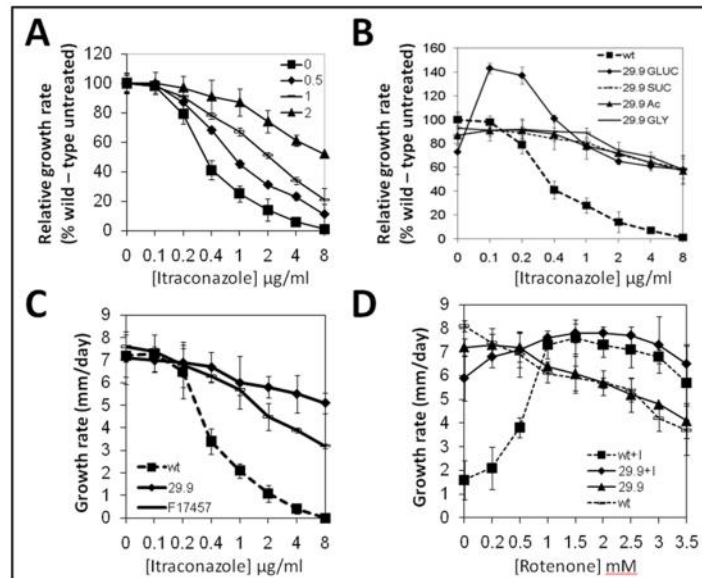 A
120
100
80
60
40
20
0
Relative growth rate
(% wild – type untreated)
0
0.5
1
2
0 0.1 0.2 0.4 1 2 4 8
[Itraconazole] µg/ml
B
160
140
120
100
80
60
40
20
0
Relative growth rate
(% wild – type untreated)
wt
29.9 GLUC
29.9 SUC
29.9 Ac
29.9 GLY
0 0.1 0.2 0.4 1 2 4 8
[Itraconazole] µg/ml
C
9
8
7
6
5
4
3
2
1
0
Growth rate (mm/day)
wt
29.9
F17457
0 0.1 0.2 0.4 1 2 4 8
[Itraconazole] µg/ml
D
9
8
7
6
5
4
3
2
1
0
Growth rate (mm/day)
wt+I
29.9+I
29.9
wt
0 0.2 0.5 1 1.5 2 2.5 3 3.5
[Rotenone] mM